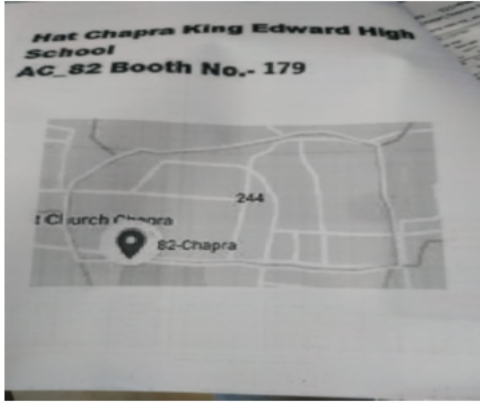 Hat Chapra King Edward High
School
AC_82 Booth No.- 179
244
t Church Chapra
82-Chapra